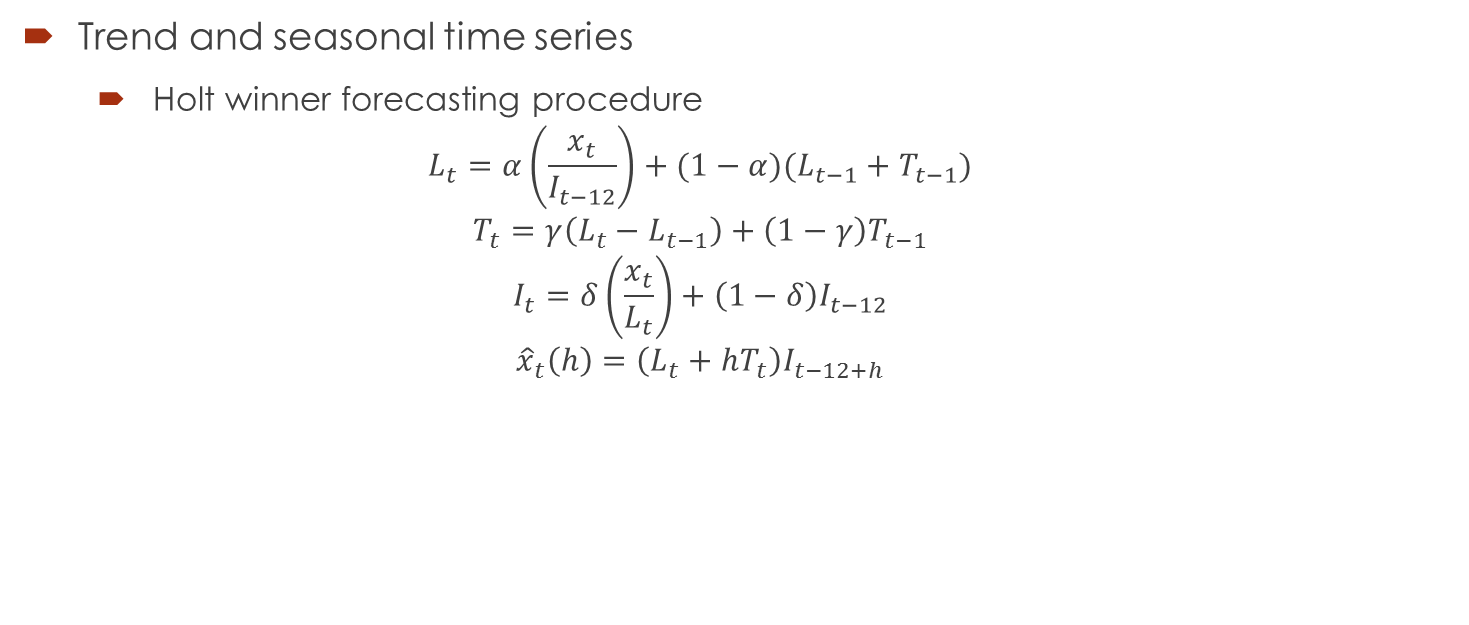 Trend and seasonal time series
Holt winner forecasting procedure
L_t = α(x_t / I_{t−12}) + (1 − α)(L_{t−1} + T_{t−1})
T_t = γ(L_t − L_{t−1}) + (1 − γ)T_{t−1}
I_t = δ(x_t / L_t) + (1 − δ)I_{t−12}
x̂_t(h) = (L_t + hT_t)I_{t−12+h}